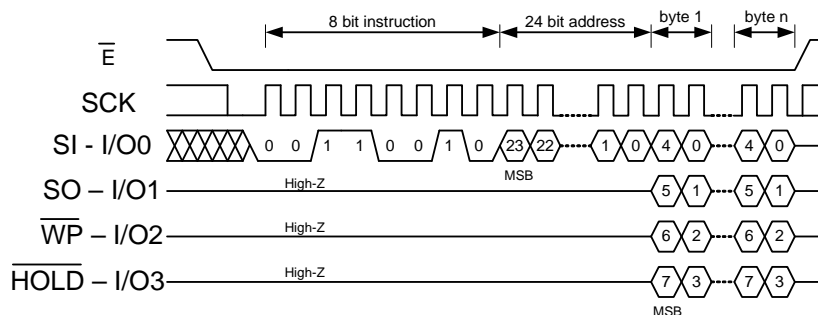 8 bit instruction 24 bit address byte 1 byte n
E
SCK
SI - I/O0 0 0 1 1 0 0 1 0 23 22 1 0 4 0 4 0
MSB
SO – I/O1 High-Z 5 1 5 1
WP – I/O2 High-Z 6 2 6 2
HOLD – I/O3 High-Z 7 3 7 3
MSB